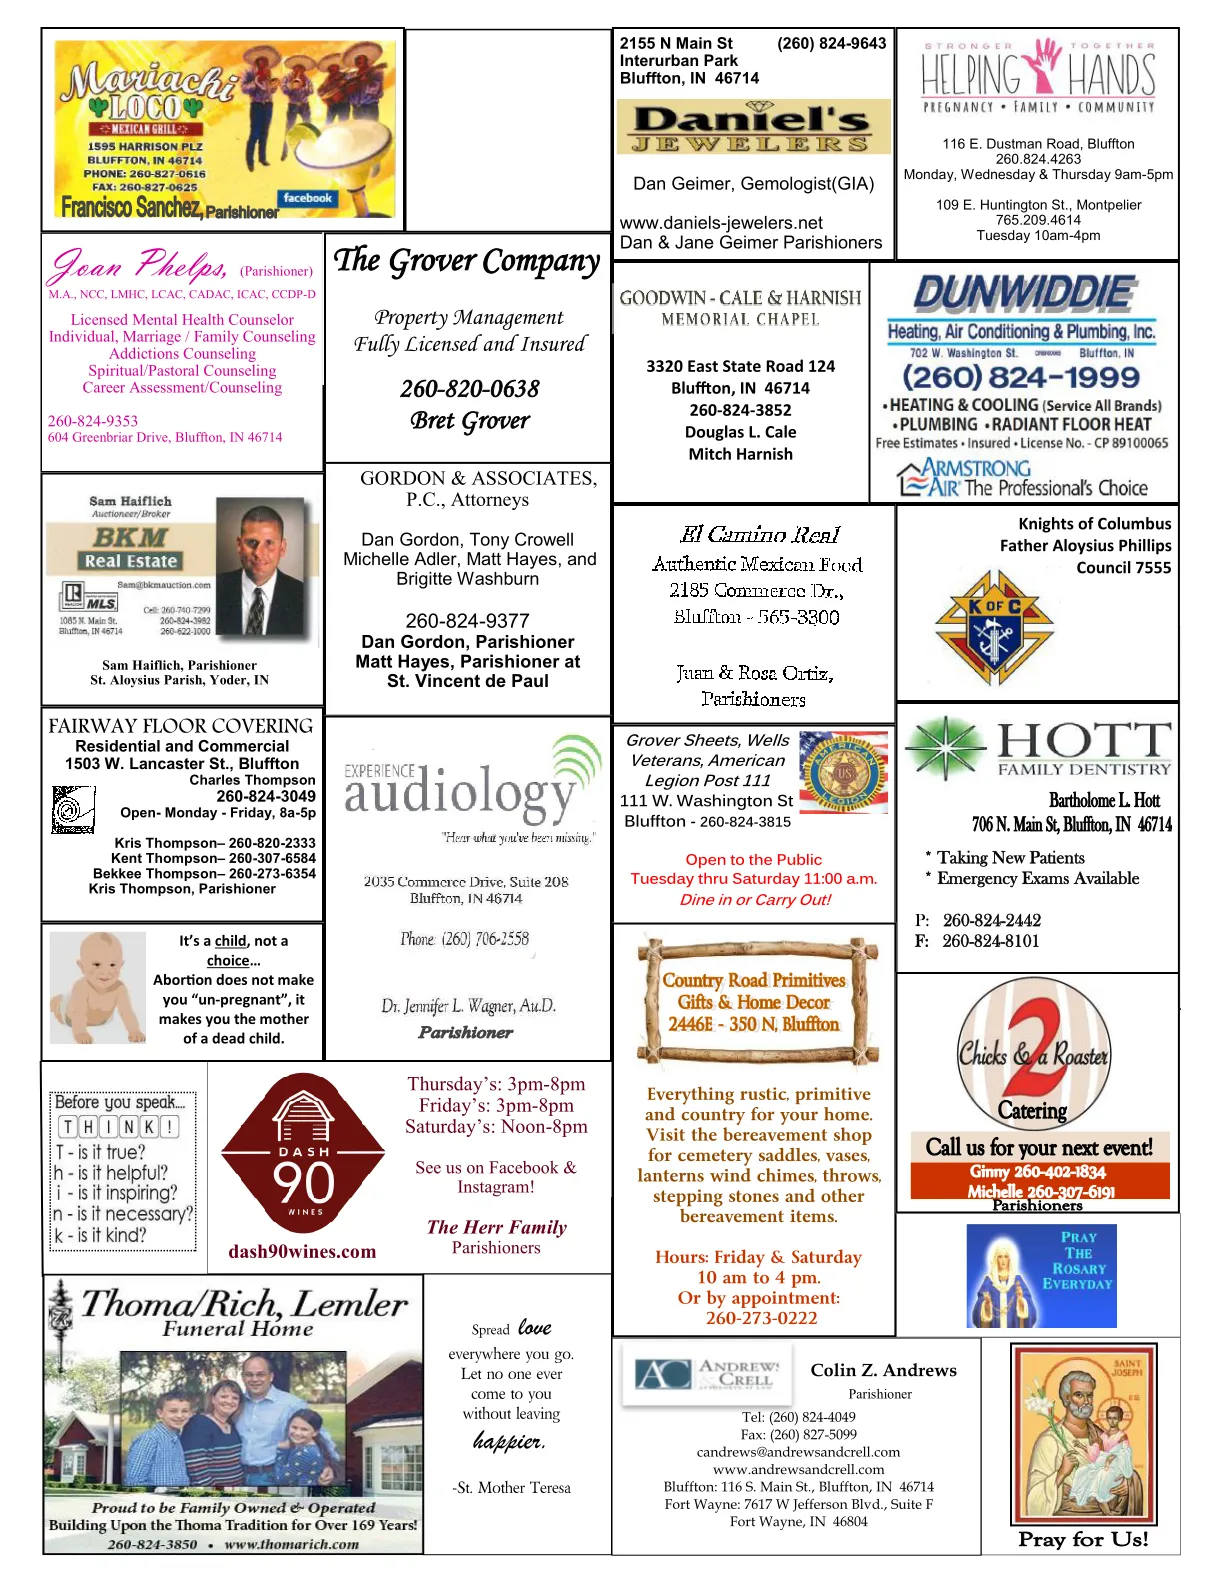 Mariachi
LOCO
MEXICAN GRILL
1595 HARRISON PLZ
BLUFFTON, IN 46714
PHONE: 260-827-0616
FAX: 260-827-0625
facebook
Francisco Sanchez, Parishioner
2155 N Main St (260) 824-9643
Interurban Park
Bluffton, IN 46714
Daniel's
JEWELERS
Dan Geimer, Gemologist(GIA)
www.daniels-jewelers.net
Dan & Jane Geimer Parishioners
STRONGER TOGETHER
HELPING HANDS
PREGNANCY • FAMILY • COMMUNITY
116 E. Dustman Road, Bluffton
260.824.4263
Monday, Wednesday & Thursday 9am-5pm
109 E. Huntington St., Montpelier
765.209.4614
Tuesday 10am-4pm
Joan Phelps, (Parishioner)
M.A., NCC, LMHC, LCAC, CADAC, ICAC, CCDP-D
Licensed Mental Health Counselor
Individual, Marriage / Family Counseling
Addictions Counseling
Spiritual/Pastoral Counseling
Career Assessment/Counseling
260-824-9353
604 Greenbriar Drive, Bluffton, IN 46714
The Grover Company
Property Management
Fully Licensed and Insured
260-820-0638
Bret Grover
GOODWIN - CALE & HARNISH
MEMORIAL CHAPEL
3320 East State Road 124
Bluffton, IN 46714
260-824-3852
Douglas L. Cale
Mitch Harnish
DUNWIDDIE
Heating, Air Conditioning & Plumbing, Inc.
702 W. Washington St. Bluffton, IN
(260) 824-1999
• HEATING & COOLING (Service All Brands)
• PLUMBING • RADIANT FLOOR HEAT
Free Estimates • Insured • License No. - CP 89100065
ARMSTRONG
AIR The Professional's Choice
Sam Haiflich
Auctioneer/Broker
BKM
Real Estate
REALTOR MLS
Sam@bkmauction.com
Cell: 260-740-7299
1085 N. Main St. 260-824-3982
Bluffton, IN 46714 260-622-1000
Sam Haiflich, Parishioner
St. Aloysius Parish, Yoder, IN
GORDON & ASSOCIATES,
P.C., Attorneys
Dan Gordon, Tony Crowell
Michelle Adler, Matt Hayes, and
Brigitte Washburn
260-824-9377
Dan Gordon, Parishioner
Matt Hayes, Parishioner at
St. Vincent de Paul
El Camino Real
Authentic Mexican Food
2185 Commerce Dr.,
Bluffton - 565-3300
Juan & Rosa Ortiz,
Parishioners
Knights of Columbus
Father Aloysius Phillips
Council 7555
K OF C
FAIRWAY FLOOR COVERING
Residential and Commercial
1503 W. Lancaster St., Bluffton
Charles Thompson
260-824-3049
Open- Monday - Friday, 8a-5p
Kris Thompson– 260-820-2333
Kent Thompson– 260-307-6584
Bekkee Thompson– 260-273-6354
Kris Thompson, Parishioner
EXPERIENCE
audiology
"Hear what you've been missing."
2035 Commerce Drive, Suite 208
Bluffton, IN 46714
Phone: (260) 706-2558
Dr. Jennifer L. Wagner, Au.D.
Parishioner
Grover Sheets, Wells
Veterans, American
Legion Post 111
111 W. Washington St
Bluffton - 260-824-3815
AMERICAN
US
LEGION
Open to the Public
Tuesday thru Saturday 11:00 a.m.
Dine in or Carry Out!
HOTT
FAMILY DENTISTRY
Bartholome L. Hott
706 N. Main St, Bluffton, IN 46714
* Taking New Patients
* Emergency Exams Available
P: 260-824-2442
F: 260-824-8101
It's a child, not a
choice…
Abortion does not make
you "un-pregnant", it
makes you the mother
of a dead child.
Country Road Primitives
Gifts & Home Decor
2446E - 350 N, Bluffton
Everything rustic, primitive
and country for your home.
Visit the bereavement shop
for cemetery saddles, vases,
lanterns wind chimes, throws,
stepping stones and other
bereavement items.
Hours: Friday & Saturday
10 am to 4 pm.
Or by appointment:
260-273-0222
2
Chicks & a Roaster
Catering
Call us for your next event!
Ginny 260-402-1834
Michelle 260-307-6191
Parishioners
Before you speak....
THINK!
T - is it true?
h - is it helpful?
i - is it inspiring?
n - is it necessary?
k - is it kind?
DASH
90
WINES
dash90wines.com
Thursday's: 3pm-8pm
Friday's: 3pm-8pm
Saturday's: Noon-8pm
See us on Facebook &
Instagram!
The Herr Family
Parishioners
PRAY
THE
ROSARY
EVERYDAY
Thoma/Rich, Lemler
Funeral Home
Proud to be Family Owned & Operated
Building Upon the Thoma Tradition for Over 169 Years!
260-824-3850 • www.thomarich.com
Spread love
everywhere you go.
Let no one ever
come to you
without leaving
happier.
-St. Mother Teresa
AC ANDREWS
& CRELL
ATTORNEYS AT LAW
Colin Z. Andrews
Parishioner
Tel: (260) 824-4049
Fax: (260) 827-5099
candrews@andrewsandcrell.com
www.andrewsandcrell.com
Bluffton: 116 S. Main St., Bluffton, IN 46714
Fort Wayne: 7617 W Jefferson Blvd., Suite F
Fort Wayne, IN 46804
SAINT
JOSEPH
Pray for Us!